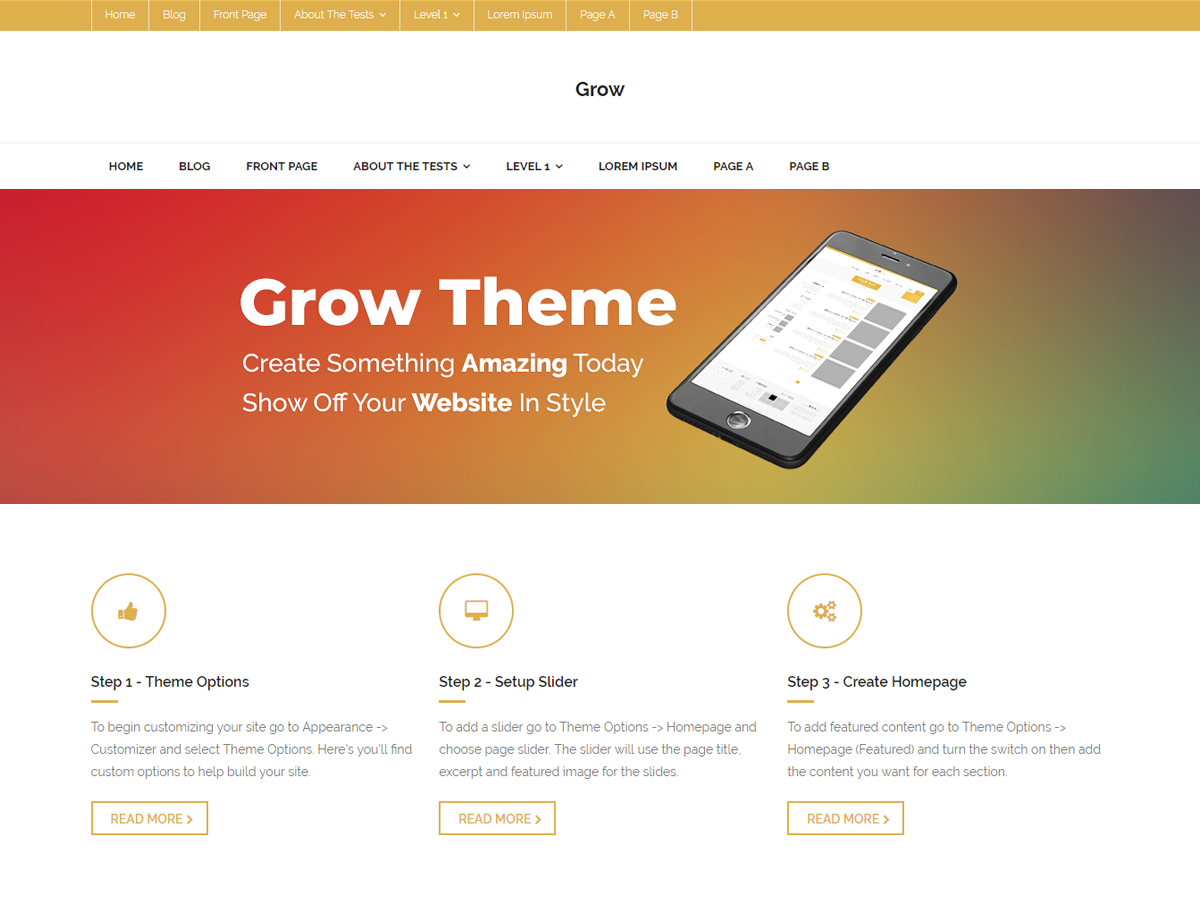 Home Blog Front Page About The Tests Level 1 Lorem Ipsum Page A Page B
Grow
HOME BLOG FRONT PAGE ABOUT THE TESTS LEVEL 1 LOREM IPSUM PAGE A PAGE B
Grow Theme
Create Something Amazing Today
Show Off Your Website In Style
Step 1 - Theme Options
To begin customizing your site go to Appearance ->
Customizer and select Theme Options. Here's you'll find
custom options to help build your site.
READ MORE
Step 2 - Setup Slider
To add a slider go to Theme Options -> Homepage and
choose page slider. The slider will use the page title,
excerpt and featured image for the slides.
READ MORE
Step 3 - Create Homepage
To add featured content go to Theme Options ->
Homepage (Featured) and turn the switch on then add
the content you want for each section.
READ MORE